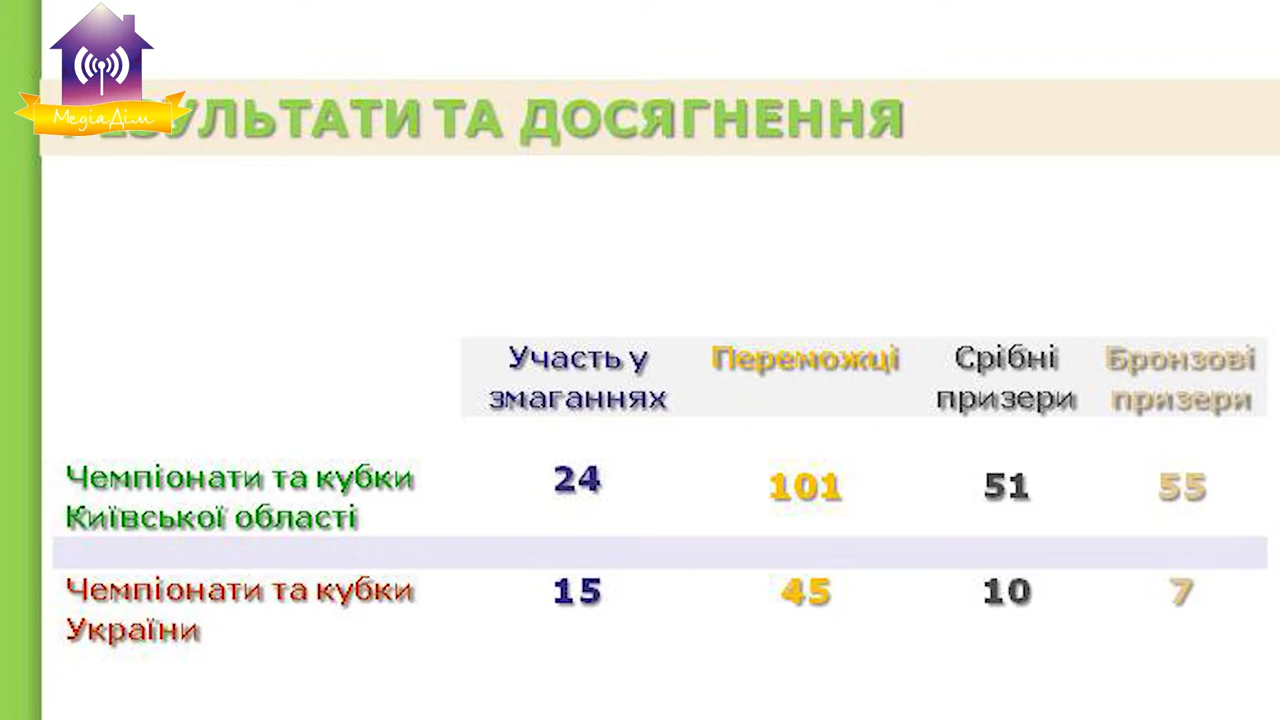 МедіаДім
РЕЗУЛЬТАТИ ТА ДОСЯГНЕННЯ
Участь у Переможці Срібні Бронзові
змаганнях призери призери
Чемпіонати та кубки 24 101 51 55
Київської області
Чемпіонати та кубки 15 45 10 7
України